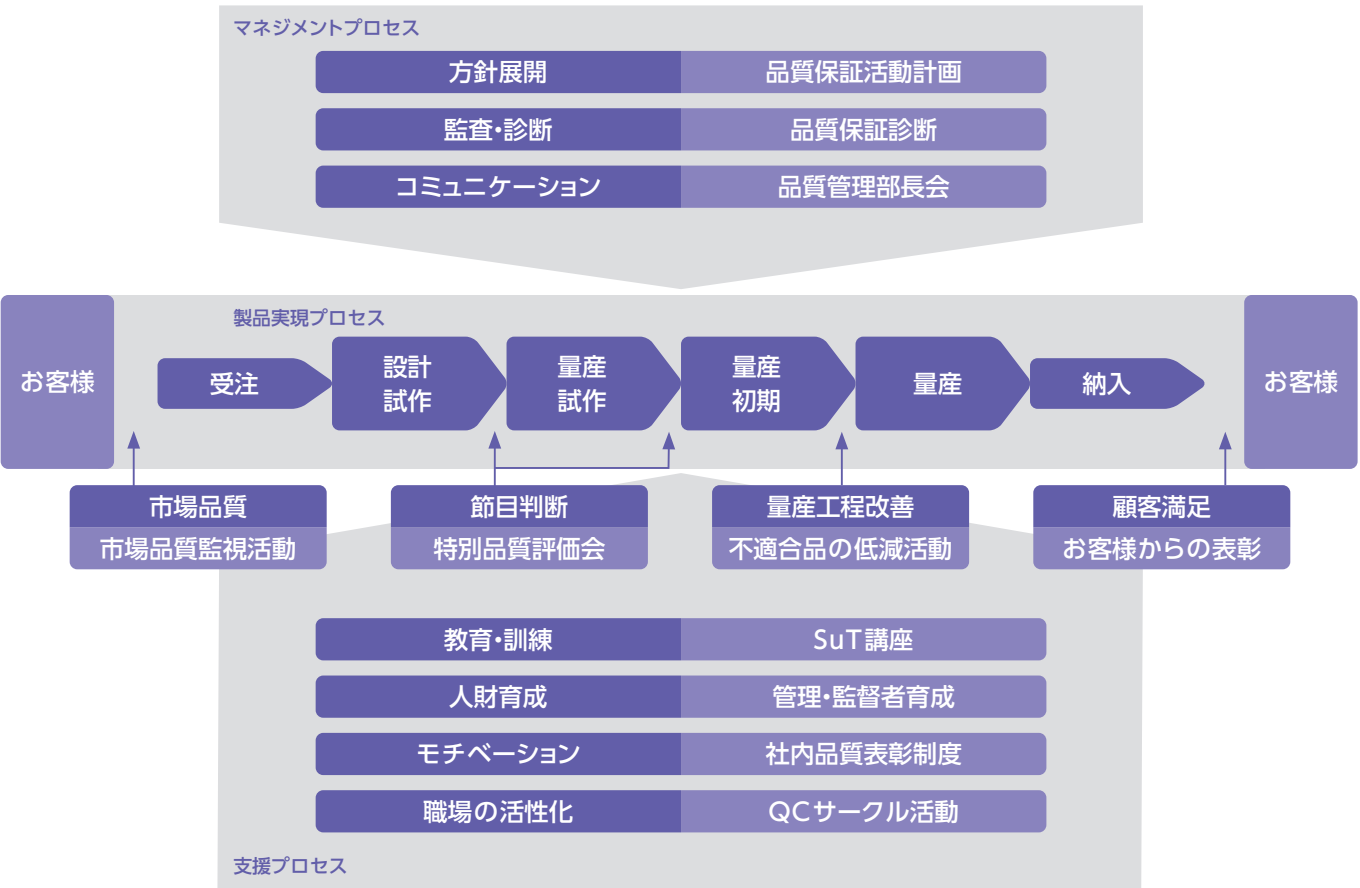 マネジメントプロセス
方針展開 品質保証活動計画
監査・診断 品質保証診断
コミュニケーション 品質管理部長会
製品実現プロセス
お客様
受注
設計
試作
量産
試作
量産
初期
量産
納入
お客様
市場品質
市場品質監視活動
節目判断
特別品質評価会
量産工程改善
不適合品の低減活動
顧客満足
お客様からの表彰
教育・訓練 SuT講座
人財育成 管理・監督者育成
モチベーション 社内品質表彰制度
職場の活性化 QCサークル活動
支援プロセス